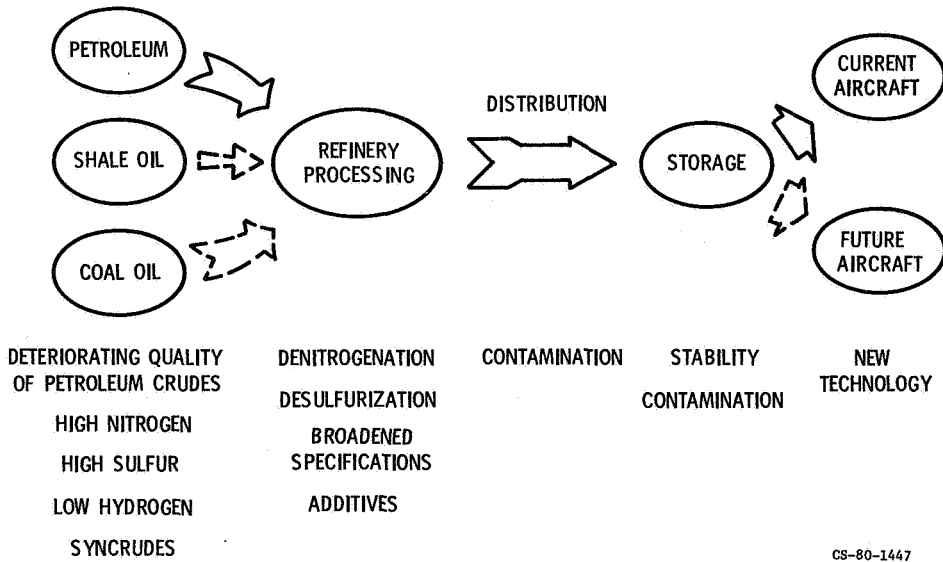 PETROLEUM
SHALE OIL
COAL OIL
REFINERY
PROCESSING
DISTRIBUTION
STORAGE
CURRENT
AIRCRAFT
FUTURE
AIRCRAFT
DETERIORATING QUALITY
OF PETROLEUM CRUDES
HIGH NITROGEN
HIGH SULFUR
LOW HYDROGEN
SYNCRUDES
DENITROGENATION
DESULFURIZATION
BROADENED
SPECIFICATIONS
ADDITIVES
CONTAMINATION
STABILITY
CONTAMINATION
NEW
TECHNOLOGY
CS-80-1447